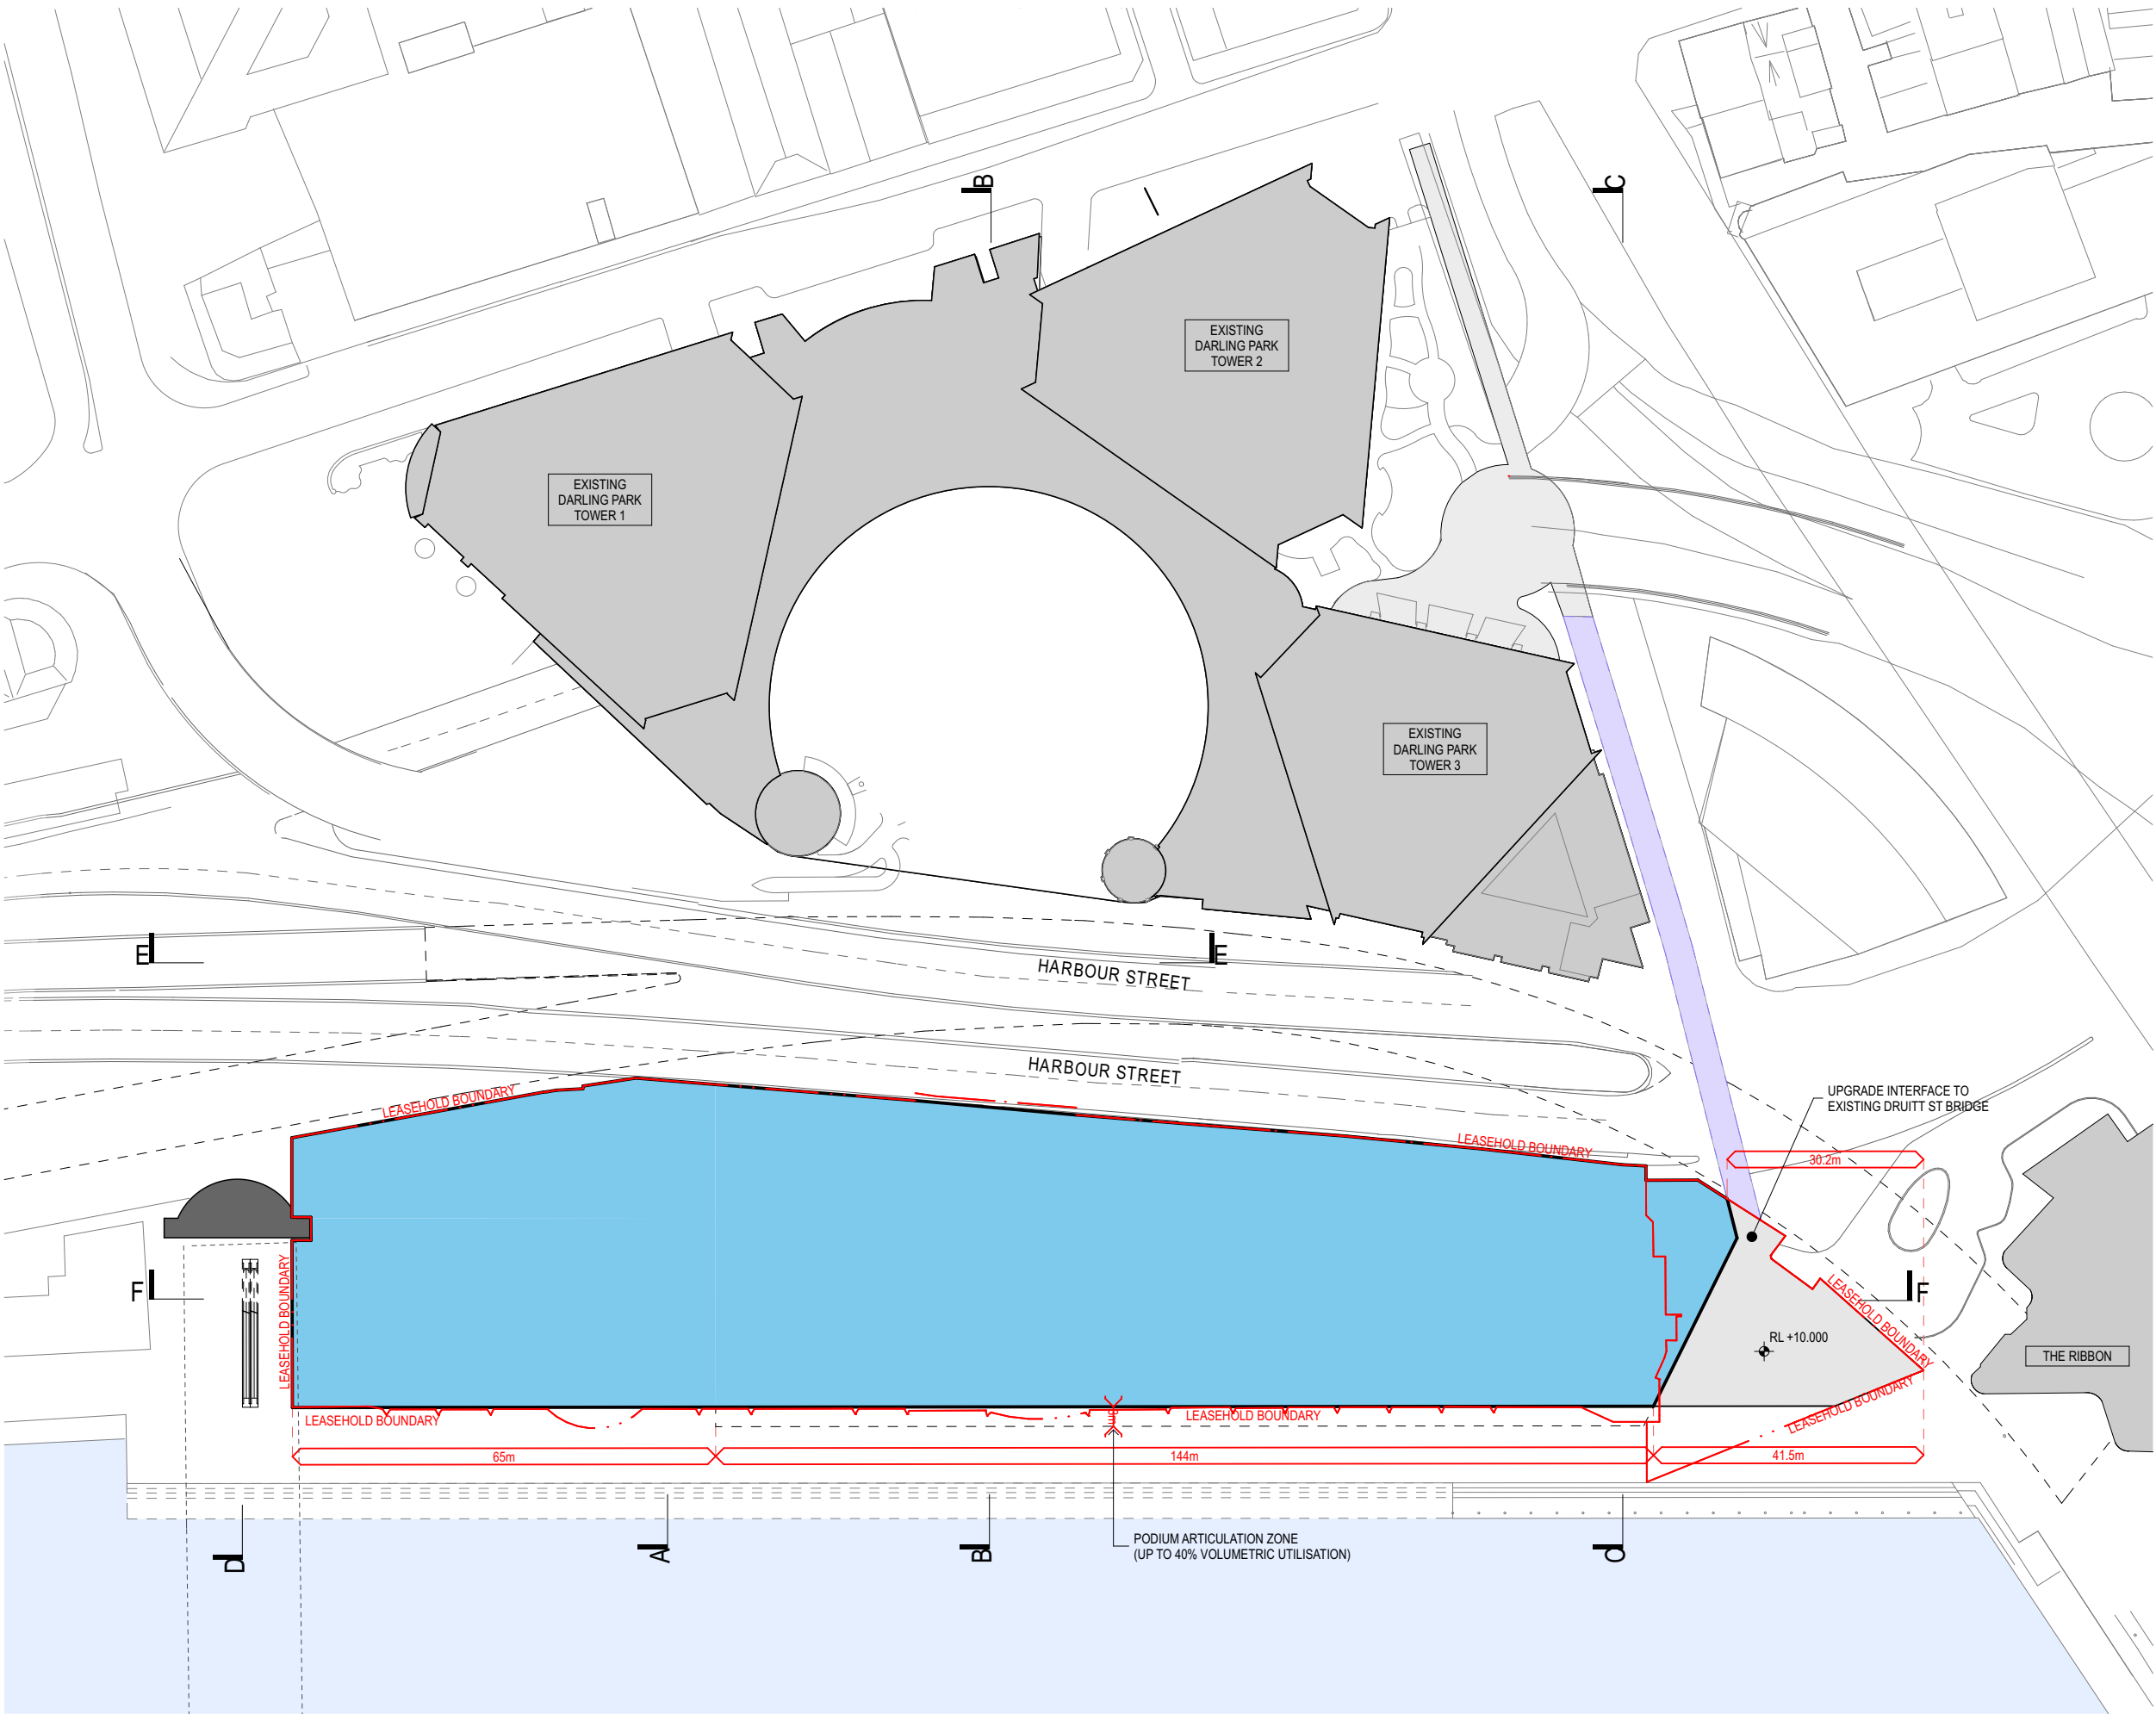 B
C
EXISTING
DARLING PARK
TOWER 2
EXISTING
DARLING PARK
TOWER 1
EXISTING
DARLING PARK
TOWER 3
E
E
HARBOUR STREET
HARBOUR STREET
LEASEHOLD BOUNDARY
UPGRADE INTERFACE TO
EXISTING DRUITT ST BRIDGE
LEASEHOLD BOUNDARY
30.2m
F
F
LEASEHOLD BOUNDARY
LEASEHOLD BOUNDARY
RL +10.000
THE RIBBON
LEASEHOLD BOUNDARY
LEASEHOLD BOUNDARY
LEASEHOLD BOUNDARY
65m
144m
41.5m
PODIUM ARTICULATION ZONE
(UP TO 40% VOLUMETRIC UTILISATION)
D
A
B
C